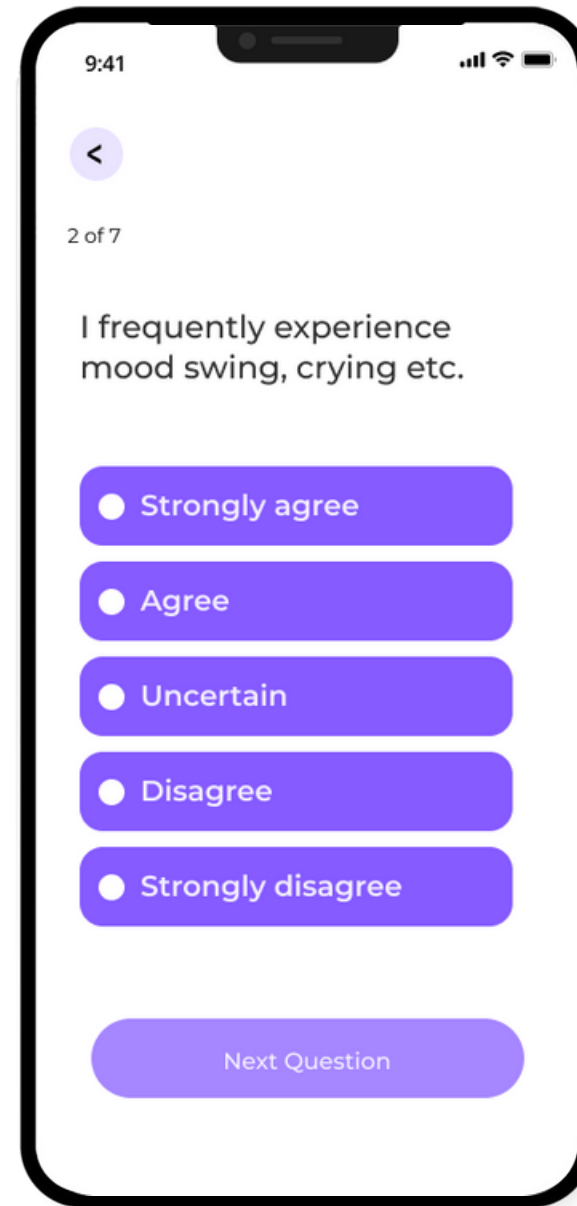 9:41
<
2 of 7
I frequently experience
mood swing, crying etc.
Strongly agree
Agree
Uncertain
Disagree
Strongly disagree
Next Question